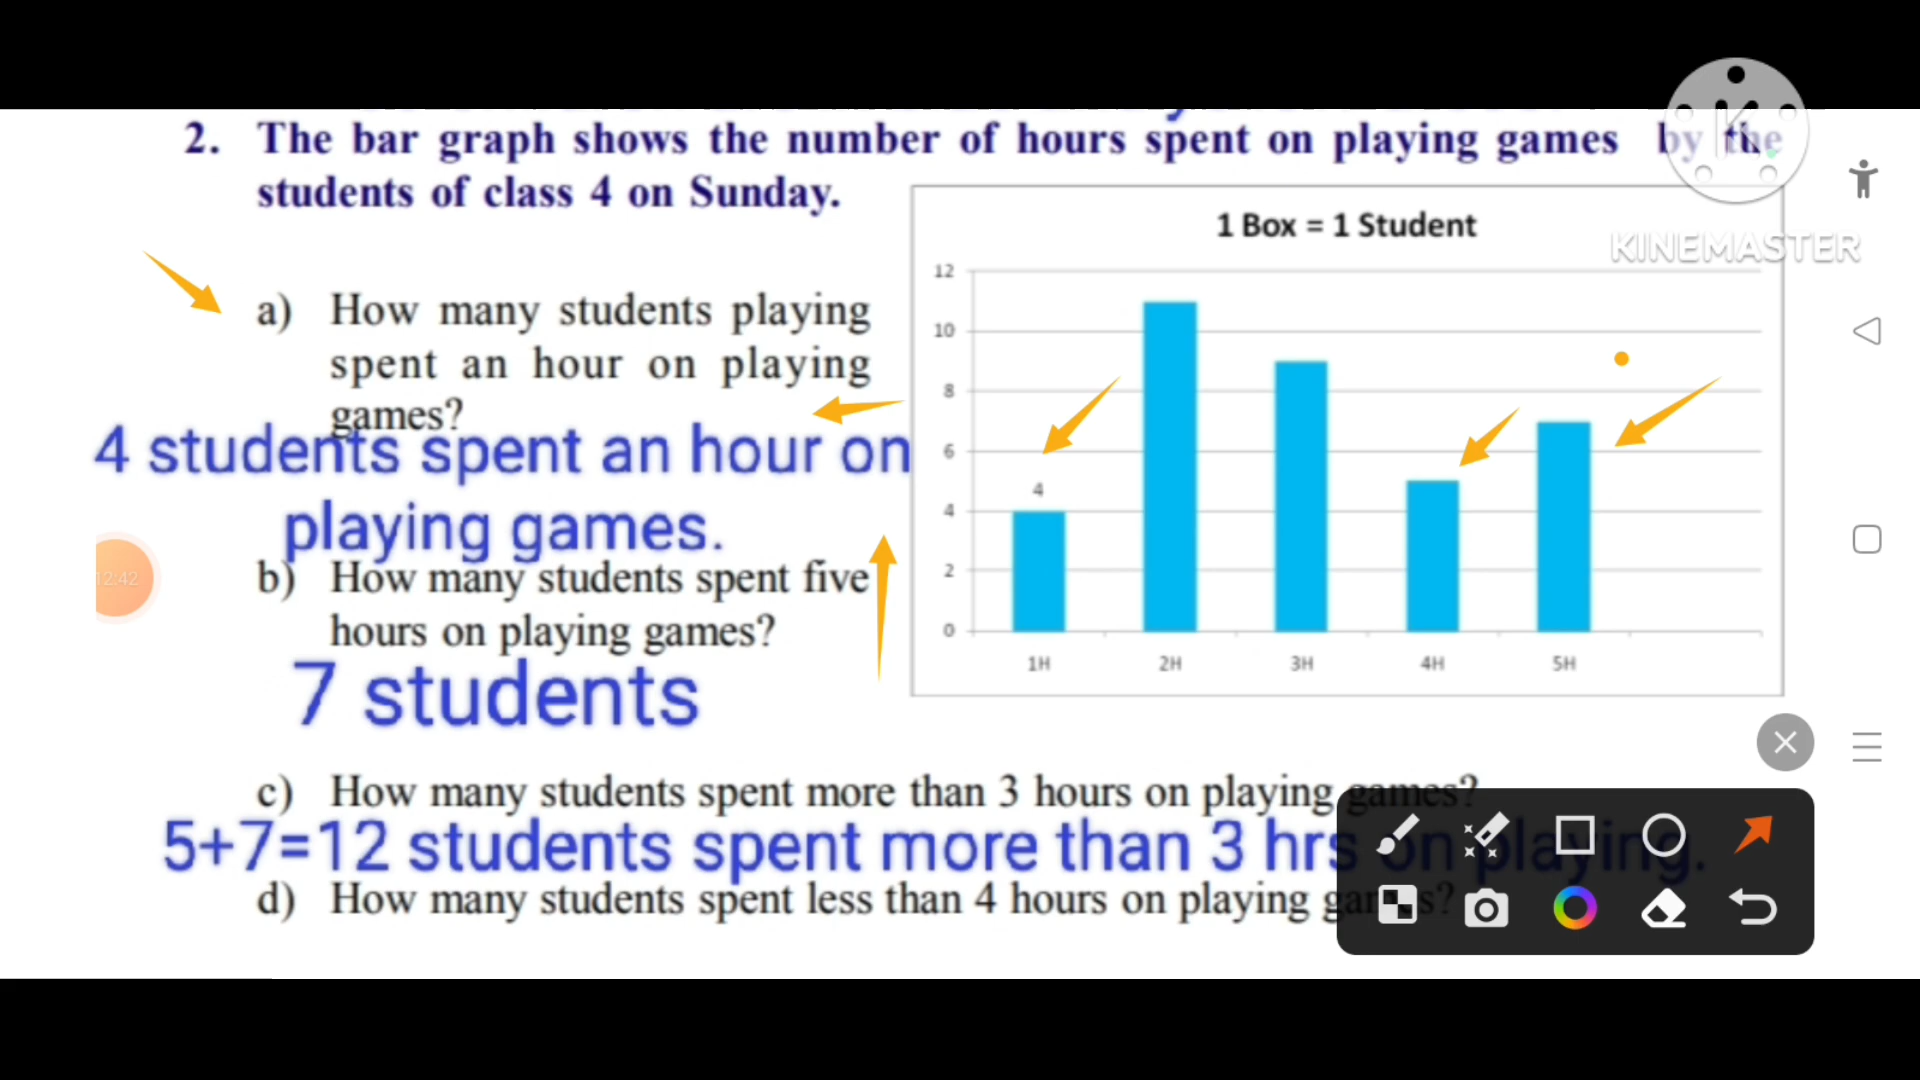 2. The bar graph shows the number of hours spent on playing games by the
students of class 4 on Sunday.
1 Box = 1 Student
KINEMASTER
a) How many students playing
spent an hour on playing
games?
4 students spent an hour on
playing games.
b) How many students spent five
hours on playing games?
7 students
12
10
8
6
4
4
2
0
1H 2H 3H 4H 5H
12:42
c) How many students spent more than 3 hours on playing games?
5+7=12 students spent more than 3 hrs on playing.
d) How many students spent less than 4 hours on playing games?